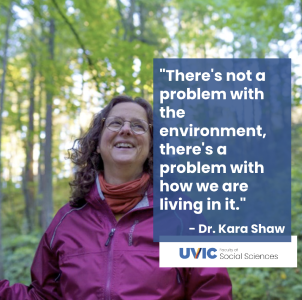 "There's not a
problem with
the
environment,
there's a
problem with
how we are
living in it."
- Dr. Kara Shaw
UVIC Faculty of
Social Sciences